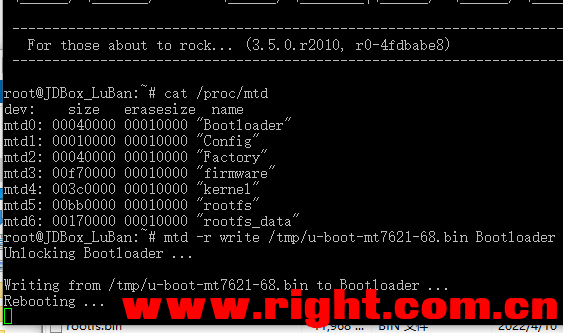 For those about to rock... (3.5.0.r2010, r0-4fdbabe8)
root@JDBox_LuBan:~# cat /proc/mtd
dev:    size   erasesize  name
mtd0: 00040000 00010000 "Bootloader"
mtd1: 00010000 00010000 "Config"
mtd2: 00040000 00010000 "Factory"
mtd3: 00f70000 00010000 "firmware"
mtd4: 003c0000 00010000 "kernel"
mtd5: 00bb0000 00010000 "rootfs"
mtd6: 00170000 00010000 "rootfs_data"
root@JDBox_LuBan:~# mtd -r write /tmp/u-boot-mt7621-68.bin Bootloader
Unlocking Bootloader ...
Writing from /tmp/u-boot-mt7621-68.bin to Bootloader ...
Rebooting ...
www.right.com.cn
BIN 文件 2022/4/10